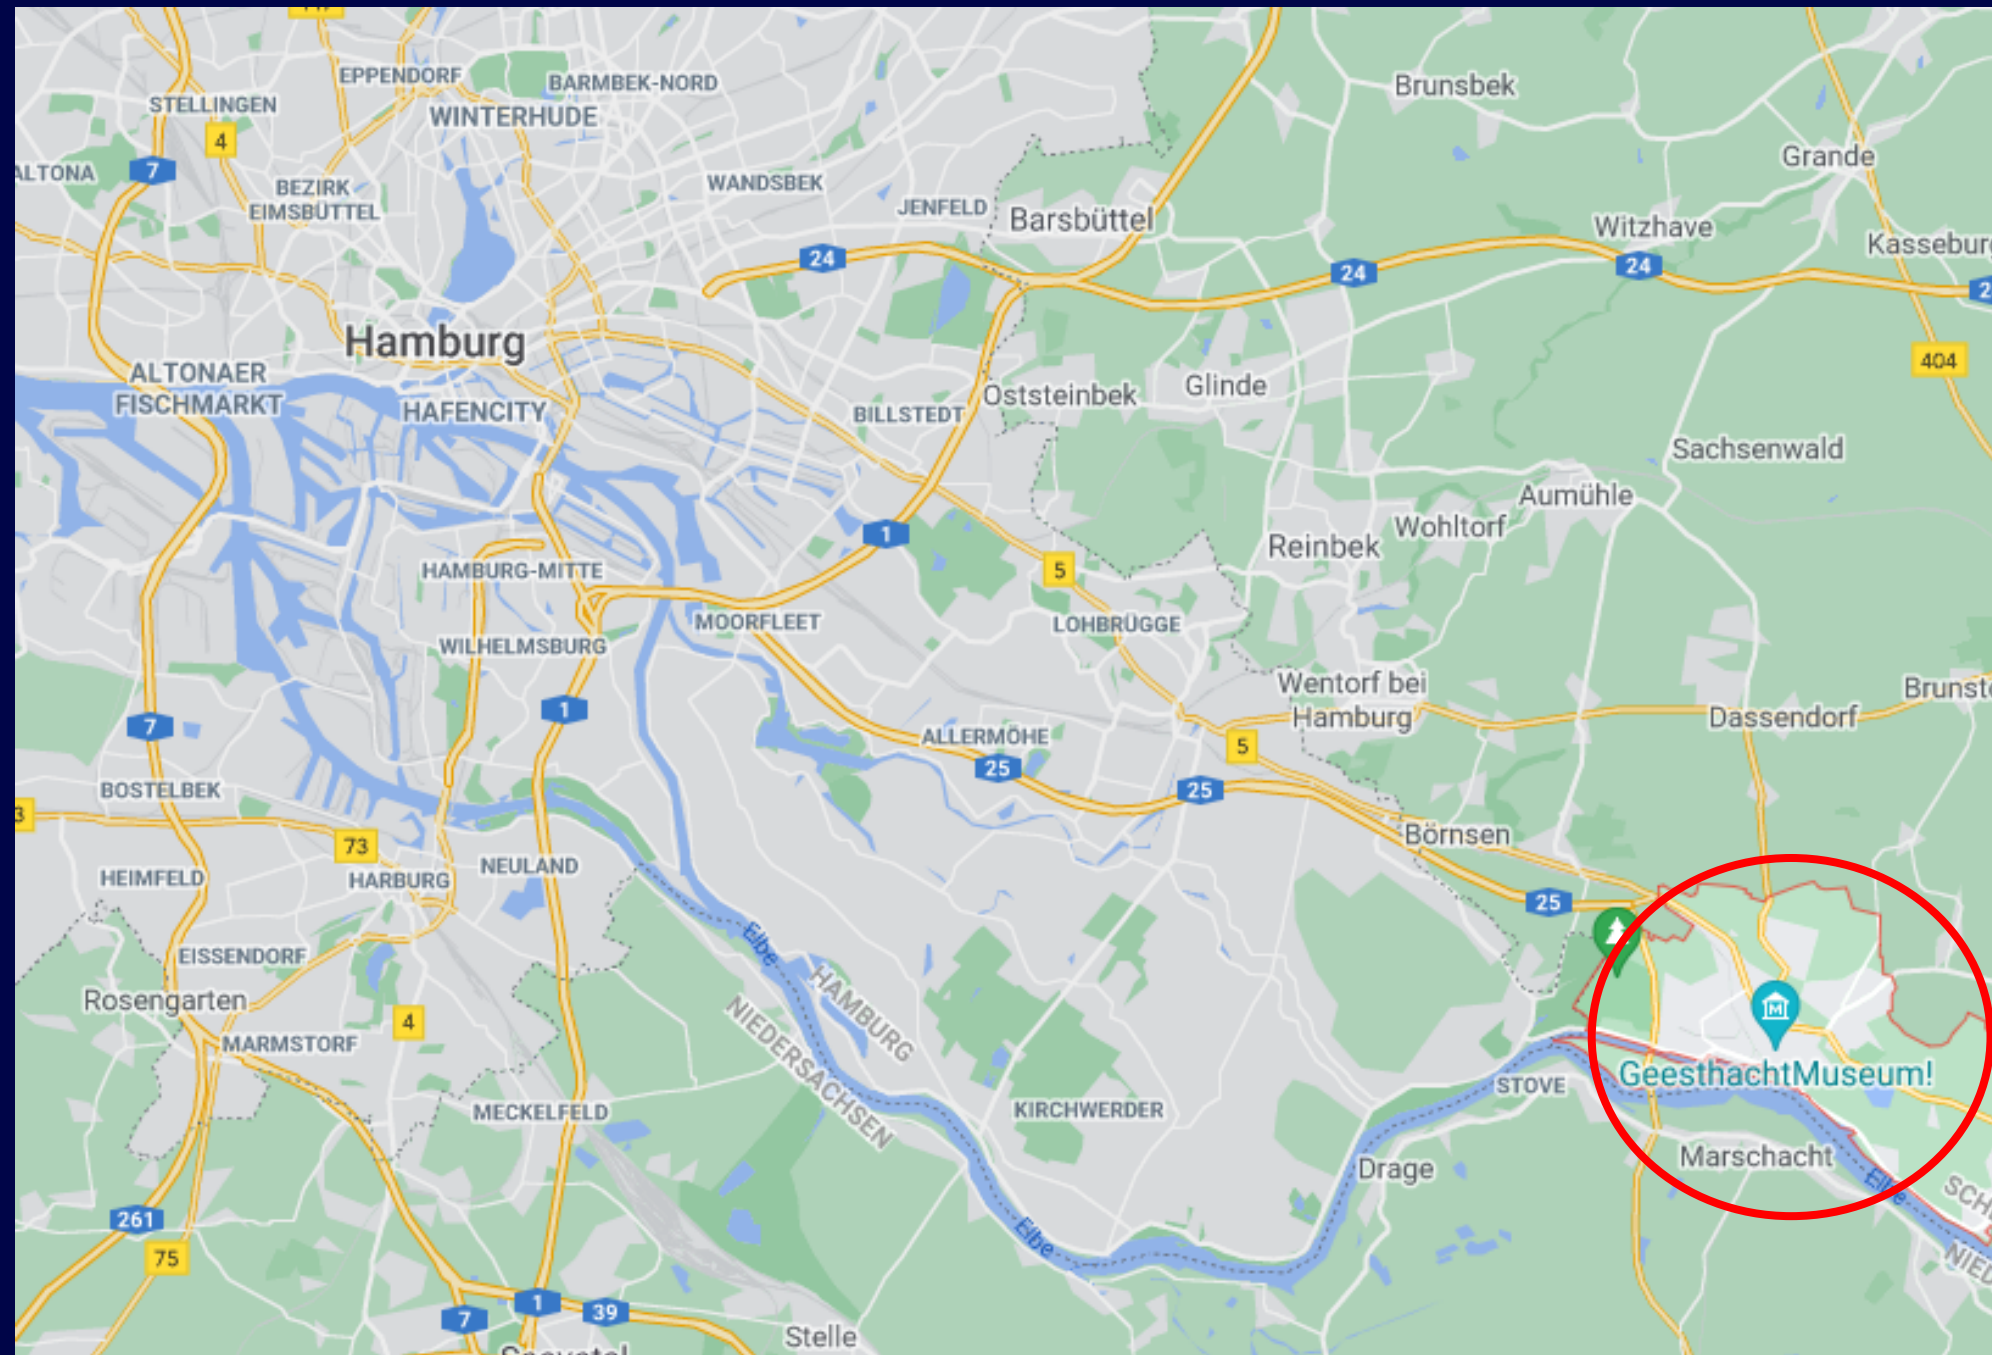 EPPENDORF
BARMBEK-NORD
Brunsbek
STELLINGEN
WINTERHUDE
4
Grande
7
ALTONA
WANDSBEK
BEZIRK
EIMSBÜTTEL
JENFELD
Barsbüttel
Witzhave
Kasseburg
24
24
24
Hamburg
404
ALTONAER
FISCHMARKT
HAFENCITY
BILLSTEDT
Oststeinbek
Glinde
Sachsenwald
Aumühle
Wohltorf
1
Reinbek
5
HAMBURG-MITTE
MOORFLEET
LOHBRÜGGE
WILHELMSBURG
Wentorf bei
Hamburg
Brunsto
7
1
Dassendorf
ALLERMÖHE
5
25
25
BOSTELBEK
Börnsen
73
HEIMFELD
HARBURG
NEULAND
25
Elbe
EISSENDORF
HAMBURG
NIEDERSACHSEN
Rosengarten
4
MARMSTORF
GeesthachtMuseum!
STOVE
MECKELFELD
KIRCHWERDER
Marschacht
Drage
Elbe
SCH
261
Elbe
75
NIED
7
1
39
Stelle